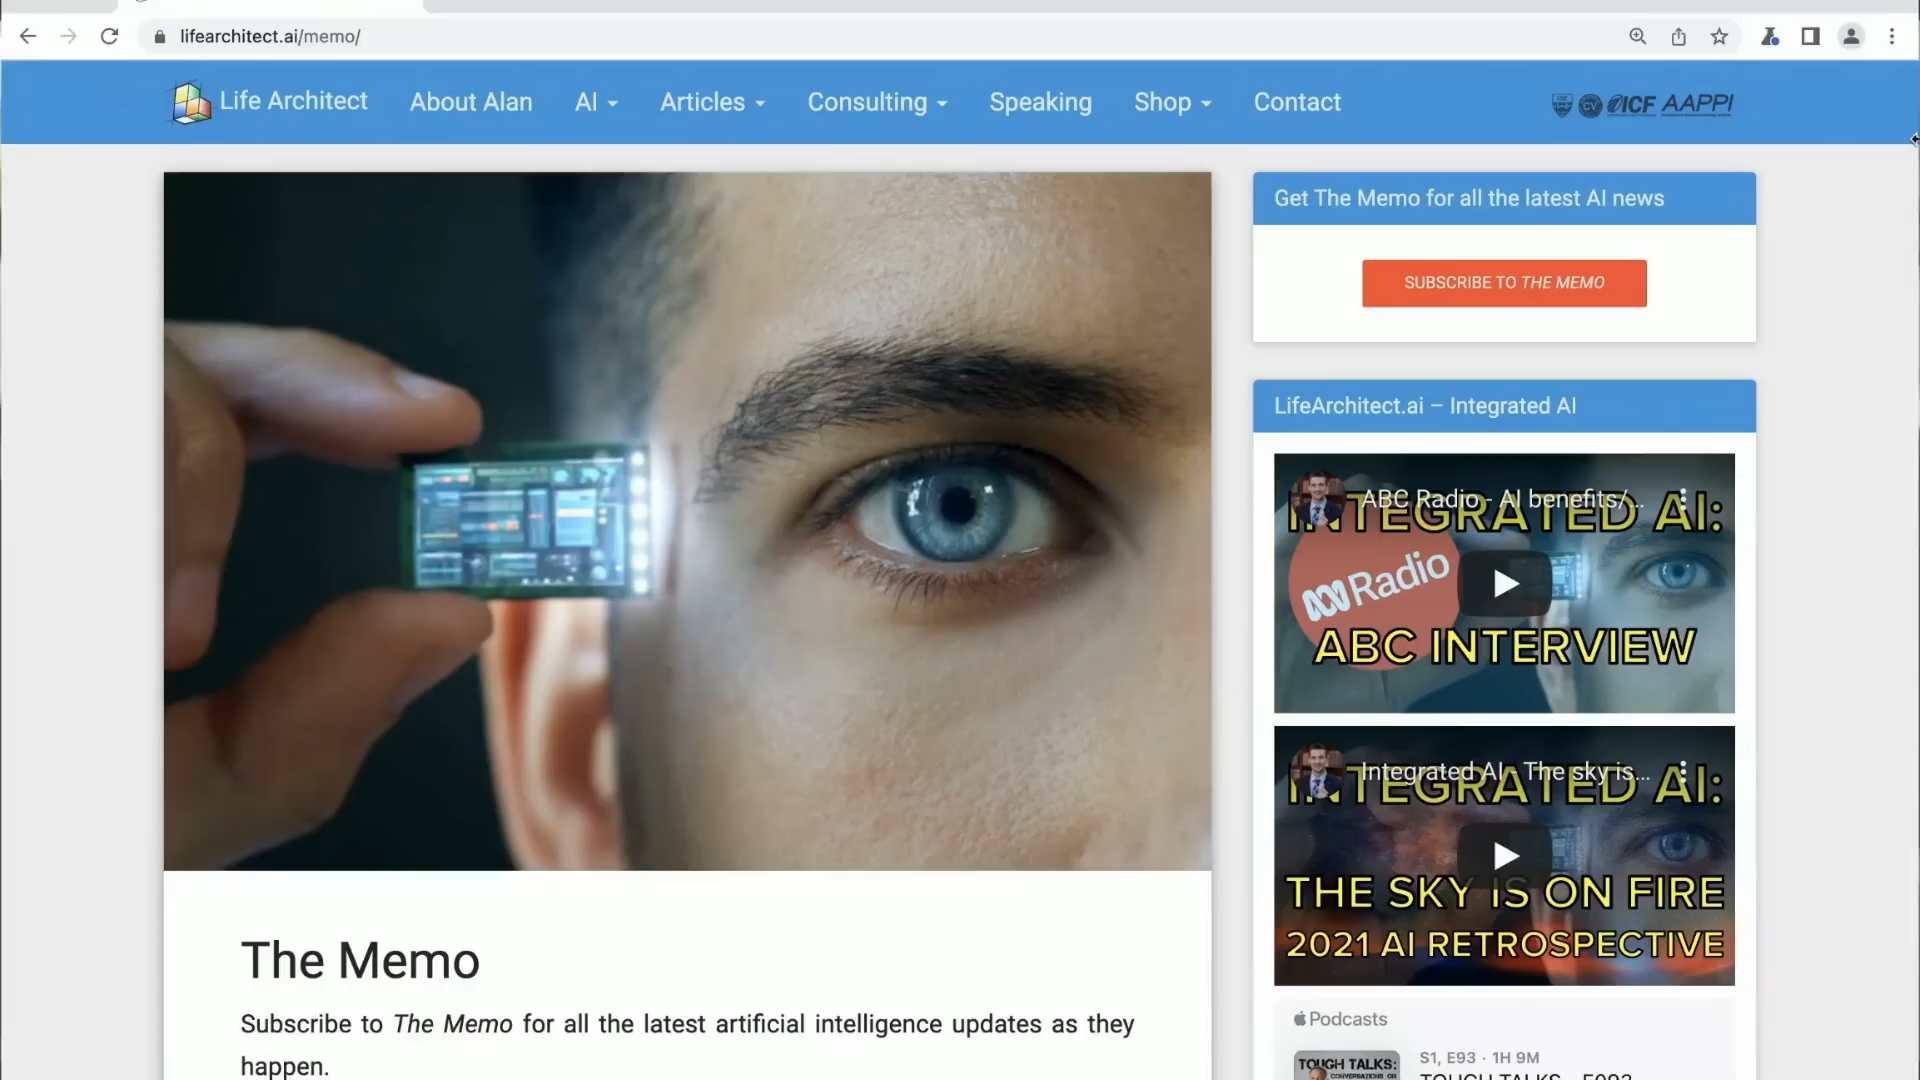 lifearchitect.ai/memo/
Life Architect
About Alan
AI
Articles
Consulting
Speaking
Shop
Contact
ICF AAPPI
Get The Memo for all the latest AI news
SUBSCRIBE TO THE MEMO
LifeArchitect.ai – Integrated AI
ABC Radio - AI benefits/...
INTEGRATED AI:
Radio
ABC INTERVIEW
Integrated AI - The sky is...
INTEGRATED AI:
THE SKY IS ON FIRE
2021 AI RETROSPECTIVE
The Memo
Subscribe to The Memo for all the latest artificial intelligence updates as they
happen.
Podcasts
S1, E93 · 1H 9M
TOUGH TALKS:
TOUGH TALKS - E093